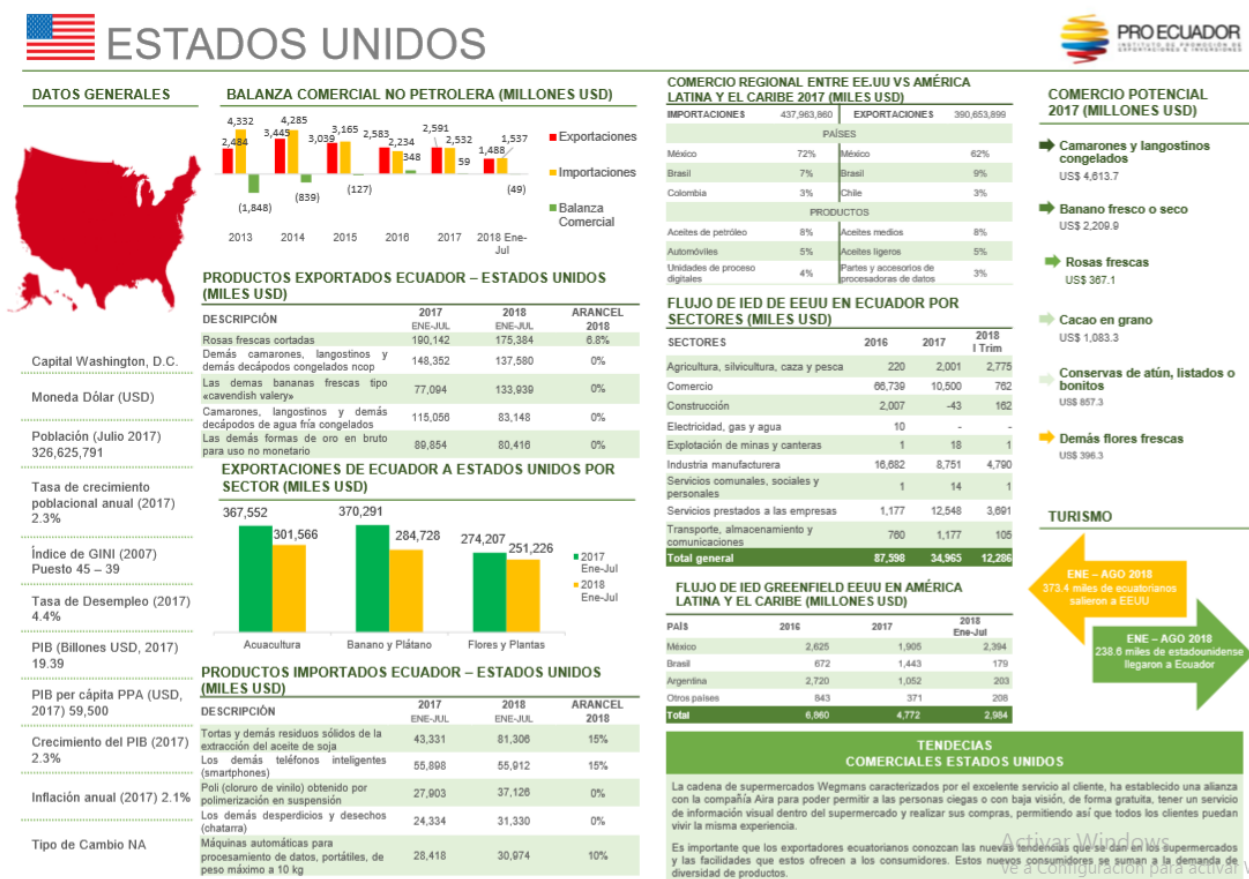 ESTADOS UNIDOS
PRO ECUADOR
INSTITUTO DE PROMOCIÓN DE
EXPORTACIONES E INVERSIONES
DATOS GENERALES
Capital Washington, D.C.
Moneda Dólar (USD)
Población (Julio 2017)
326,625,791
Tasa de crecimiento
poblacional anual (2017)
2.3%
Índice de GINI (2007)
Puesto 45 – 39
Tasa de Desempleo (2017)
4.4%
PIB (Billones USD, 2017)
19.39
PIB per cápita PPA (USD,
2017) 59,500
Crecimiento del PIB (2017)
2.3%
Inflación anual (2017) 2.1%
Tipo de Cambio NA
BALANZA COMERCIAL NO PETROLERA (MILLONES USD)
2,484 4,332 3,445 4,285 3,039 3,165 2,583 2,234 348 2,591 2,532 59 1,488 1,537
(1,848) (839) (127) (49)
2013 2014 2015 2016 2017 2018 Ene-
Jul
Exportaciones
Importaciones
Balanza
Comercial
PRODUCTOS EXPORTADOS ECUADOR – ESTADOS UNIDOS
(MILES USD)
DESCRIPCIÓN 2017 ENE-JUL 2018 ENE-JUL ARANCEL 2018
Rosas frescas cortadas 190,142 175,384 6.8%
Demás camarones, langostinos y
demás decápodos congelados ncop 148,352 137,580 0%
Las demas bananas frescas tipo
«cavendish valery» 77,094 133,939 0%
Camarones, langostinos y demás
decápodos de agua fría congelados 115,056 83,148 0%
Las demás formas de oro en bruto
para uso no monetario 89,854 80,416 0%
EXPORTACIONES DE ECUADOR A ESTADOS UNIDOS POR
SECTOR (MILES USD)
367,552 301,566 370,291 284,728 274,207 251,226
Acuacultura Banano y Plátano Flores y Plantas
2017
Ene-Jul
2018
Ene-Jul
PRODUCTOS IMPORTADOS ECUADOR – ESTADOS UNIDOS
(MILES USD)
DESCRIPCIÓN 2017 ENE-JUL 2018 ENE-JUL ARANCEL 2018
Tortas y demás residuos sólidos de la
extracción del aceite de soja 43,331 81,306 15%
Los demás teléfonos inteligentes
(smartphones) 55,898 55,912 15%
Poli (cloruro de vinilo) obtenido por
polimerización en suspensión 27,903 37,126 0%
Los demás desperdicios y desechos
(chatarra) 24,334 31,330 0%
Máquinas automáticas para
procesamiento de datos, portátiles, de
peso máximo a 10 kg 28,418 30,974 10%
COMERCIO REGIONAL ENTRE EE.UU VS AMÉRICA
LATINA Y EL CARIBE 2017 (MILES USD)
IMPORTACIONES 437,963,860 EXPORTACIONES 390,653,899
PAÍSES
México 72% México 62%
Brasil 7% Brasil 9%
Colombia 3% Chile 3%
PRODUCTOS
Aceites de petróleo 8% Aceites medios 8%
Automóviles 5% Aceites ligeros 5%
Unidades de proceso
digitales 4% Partes y accesorios de
procesadoras de datos 3%
FLUJO DE IED DE EEUU EN ECUADOR POR
SECTORES (MILES USD)
SECTORES 2016 2017 2018
I Trim
Agricultura, silvicultura, caza y pesca 220 2,001 2,775
Comercio 66,739 10,500 762
Construcción 2,007 -43 162
Electricidad, gas y agua 10 - -
Explotación de minas y canteras 1 18 1
Industria manufacturera 16,682 8,751 4,790
Servicios comunales, sociales y
personales 1 14 1
Servicios prestados a las empresas 1,177 12,548 3,691
Transporte, almacenamiento y
comunicaciones 760 1,177 105
Total general 87,598 34,965 12,286
FLUJO DE IED GREENFIELD EEUU EN AMÉRICA
LATINA Y EL CARIBE (MILLONES USD)
PAÍS 2016 2017 2018
Ene-Jul
México 2,625 1,905 2,394
Brasil 672 1,443 179
Argentina 2,720 1,052 203
Otros países 843 371 208
Total 6,860 4,772 2,984
COMERCIO POTENCIAL
2017 (MILLONES USD)
Camarones y langostinos
congelados
US$ 4,613.7
Banano fresco o seco
US$ 2,209.9
Rosas frescas
US$ 367.1
Cacao en grano
US$ 1,083.3
Conservas de atún, listados o
bonitos
US$ 857.3
Demás flores frescas
US$ 396.3
TURISMO
ENE – AGO 2018
373.4 miles de ecuatorianos
salieron a EEUU
ENE – AGO 2018
238.6 miles de estadounidense
llegaron a Ecuador
TENDECIAS
COMERCIALES ESTADOS UNIDOS
La cadena de supermercados Wegmans caracterizados por el excelente servicio al cliente, ha establecido una alianza
con la compañía Aira para poder permitir a las personas ciegas o con baja visión, de forma gratuita, tener un servicio
de información visual dentro del supermercado y realizar sus compras, permitiendo así que todos los clientes puedan
vivir la misma experiencia.
Es importante que los exportadores ecuatorianos conozcan las nuevas tendencias que se dan en los supermercados
y las facilidades que estos ofrecen a los consumidores. Estos nuevos consumidores se suman a la demanda de
diversidad de productos.
Activar Windows
Ve a Configuración para activar